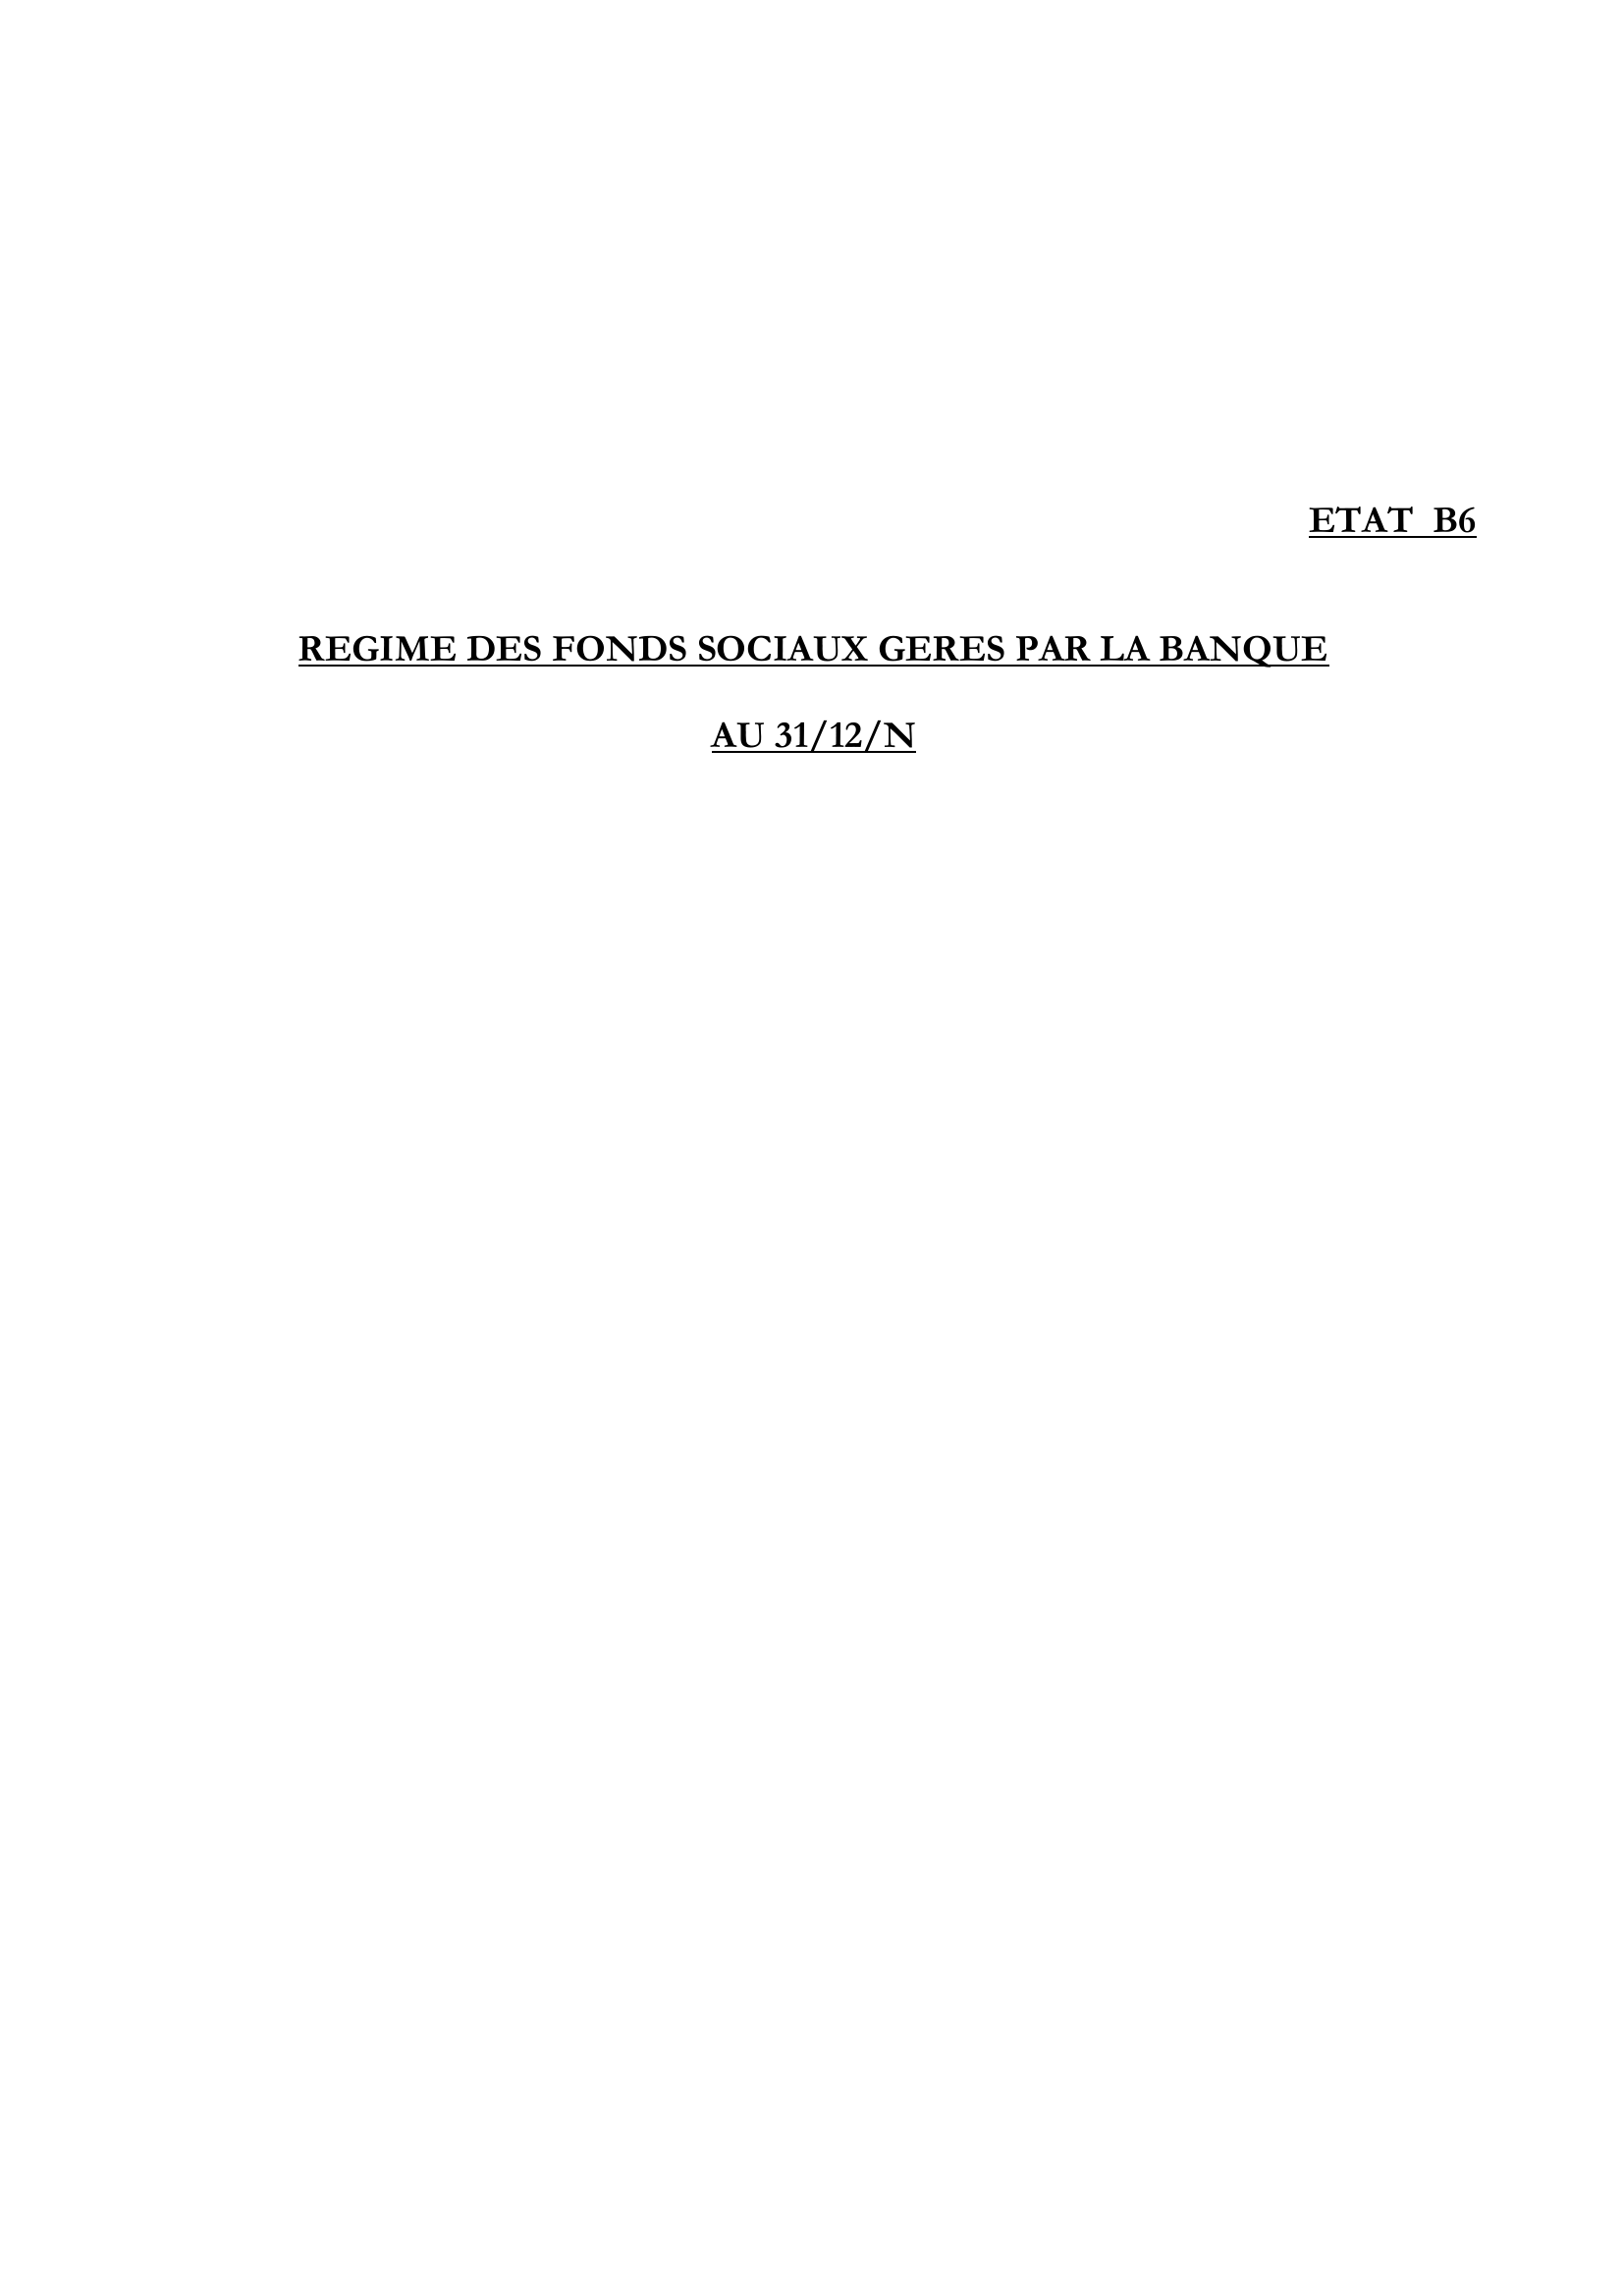 ETAT B6
REGIME DES FONDS SOCIAUX GERES PAR LA BANQUE
AU 31/12/N